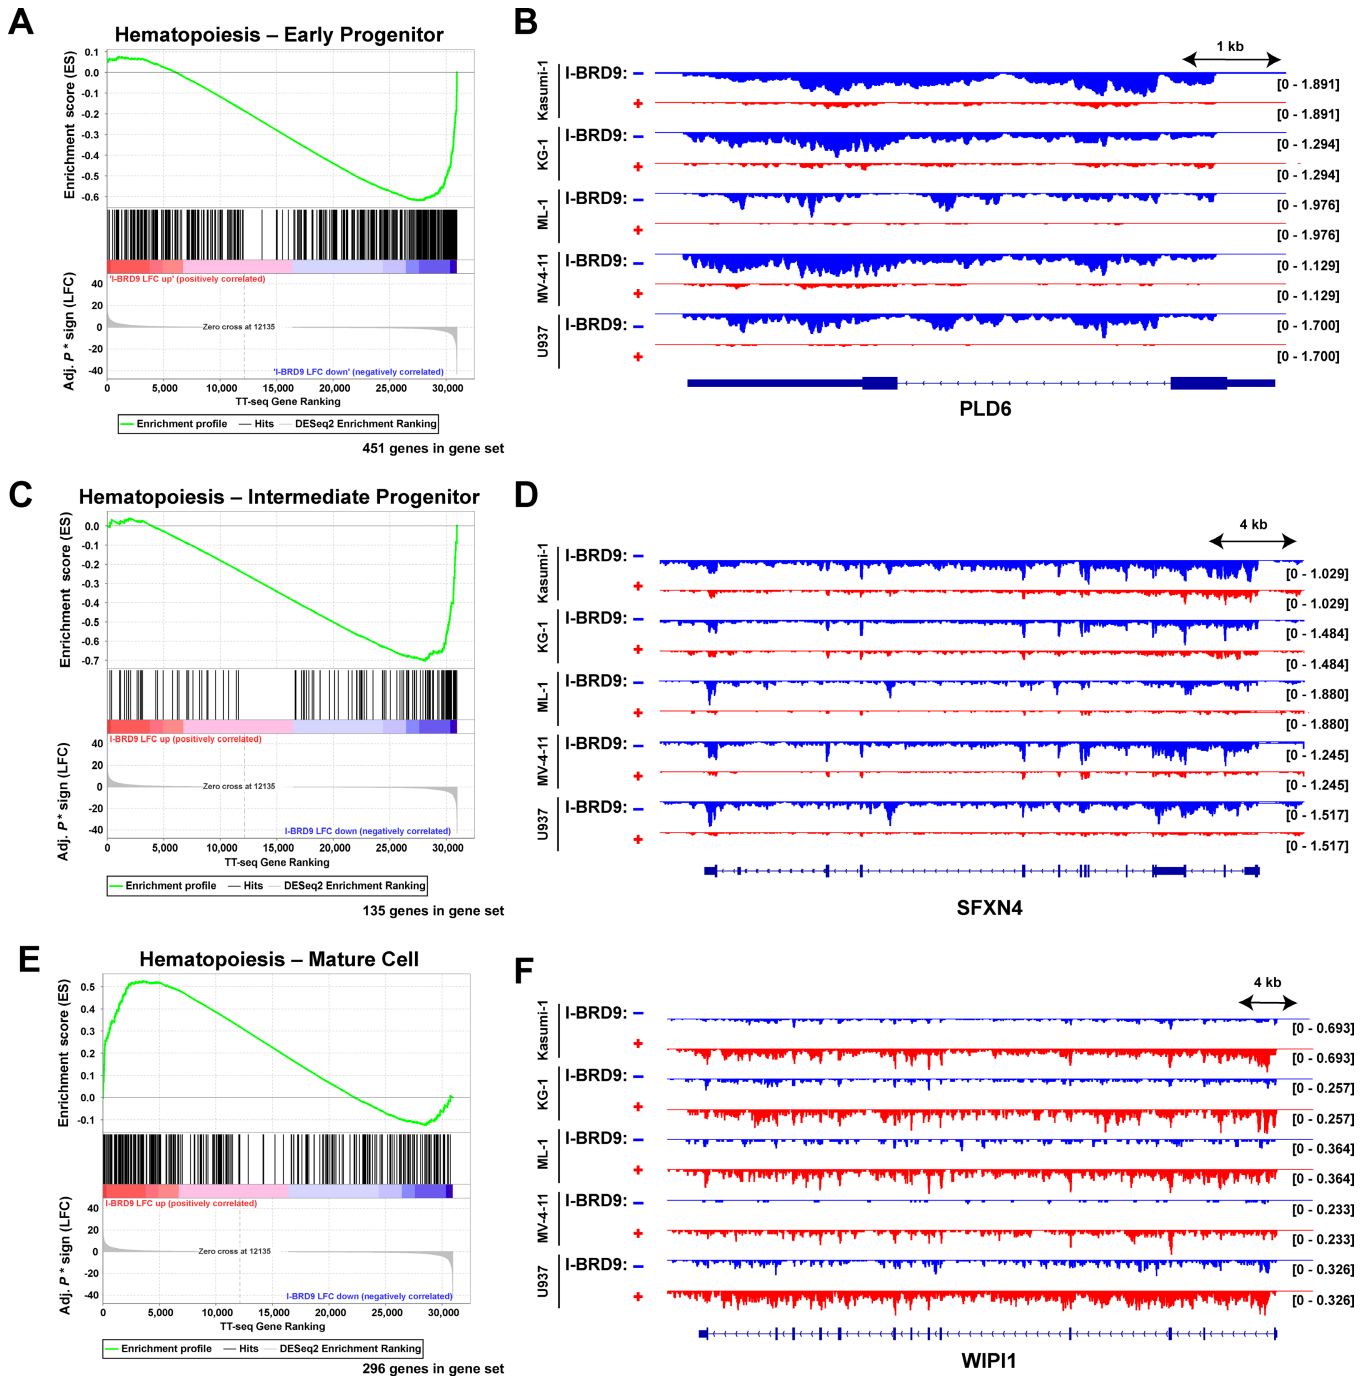 A
Hematopoiesis – Early Progenitor
Enrichment score (ES)
0.1
0.0
-0.1
-0.2
-0.3
-0.4
-0.5
-0.6
'I-BRD9 LFC up' (positively correlated)
Adj. P * sign (LFC)
40
20
0
-20
-40
Zero cross at 12135
'I-BRD9 LFC down' (negatively correlated)
0 5,000 10,000 15,000 20,000 25,000 30,000
TT-seq Gene Ranking
Enrichment profile Hits DESeq2 Enrichment Ranking
451 genes in gene set
B
1 kb
Kasumi-1
I-BRD9: −
[0 - 1.891]
+
[0 - 1.891]
KG-1
I-BRD9: −
[0 - 1.294]
+
[0 - 1.294]
ML-1
I-BRD9: −
[0 - 1.976]
+
[0 - 1.976]
MV-4-11
I-BRD9: −
[0 - 1.129]
+
[0 - 1.129]
U937
I-BRD9: −
[0 - 1.700]
+
[0 - 1.700]
PLD6
C
Hematopoiesis – Intermediate Progenitor
Enrichment score (ES)
0.0
-0.1
-0.2
-0.3
-0.4
-0.5
-0.6
-0.7
I-BRD9 LFC up (positively correlated)
Adj. P * sign (LFC)
40
20
0
-20
-40
Zero cross at 12135
I-BRD9 LFC down (negatively correlated)
0 5,000 10,000 15,000 20,000 25,000 30,000
TT-seq Gene Ranking
Enrichment profile Hits DESeq2 Enrichment Ranking
135 genes in gene set
D
4 kb
Kasumi-1
I-BRD9: −
[0 - 1.029]
+
[0 - 1.029]
KG-1
I-BRD9: −
[0 - 1.484]
+
[0 - 1.484]
ML-1
I-BRD9: −
[0 - 1.880]
+
[0 - 1.880]
MV-4-11
I-BRD9: −
[0 - 1.245]
+
[0 - 1.245]
U937
I-BRD9: −
[0 - 1.517]
+
[0 - 1.517]
SFXN4
E
Hematopoiesis – Mature Cell
Enrichment score (ES)
0.5
0.4
0.3
0.2
0.1
0.0
-0.1
I-BRD9 LFC up (positively correlated)
Adj. P * sign (LFC)
40
20
0
-20
-40
Zero cross at 12135
I-BRD9 LFC down (negatively correlated)
0 5,000 10,000 15,000 20,000 25,000 30,000
TT-seq Gene Ranking
Enrichment profile Hits DESeq2 Enrichment Ranking
296 genes in gene set
F
4 kb
Kasumi-1
I-BRD9: −
[0 - 0.693]
+
[0 - 0.693]
KG-1
I-BRD9: −
[0 - 0.257]
+
[0 - 0.257]
ML-1
I-BRD9: −
[0 - 0.364]
+
[0 - 0.364]
MV-4-11
I-BRD9: −
[0 - 0.233]
+
[0 - 0.233]
U937
I-BRD9: −
[0 - 0.326]
+
[0 - 0.326]
WIPI1